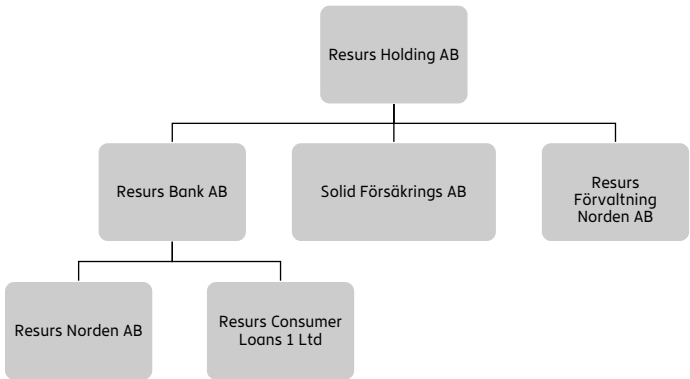 Resurs Holding AB
Resurs Bank AB
Solid Försäkrings AB
Resurs
Förvaltning
Norden AB
Resurs Norden AB
Resurs Consumer
Loans 1 Ltd